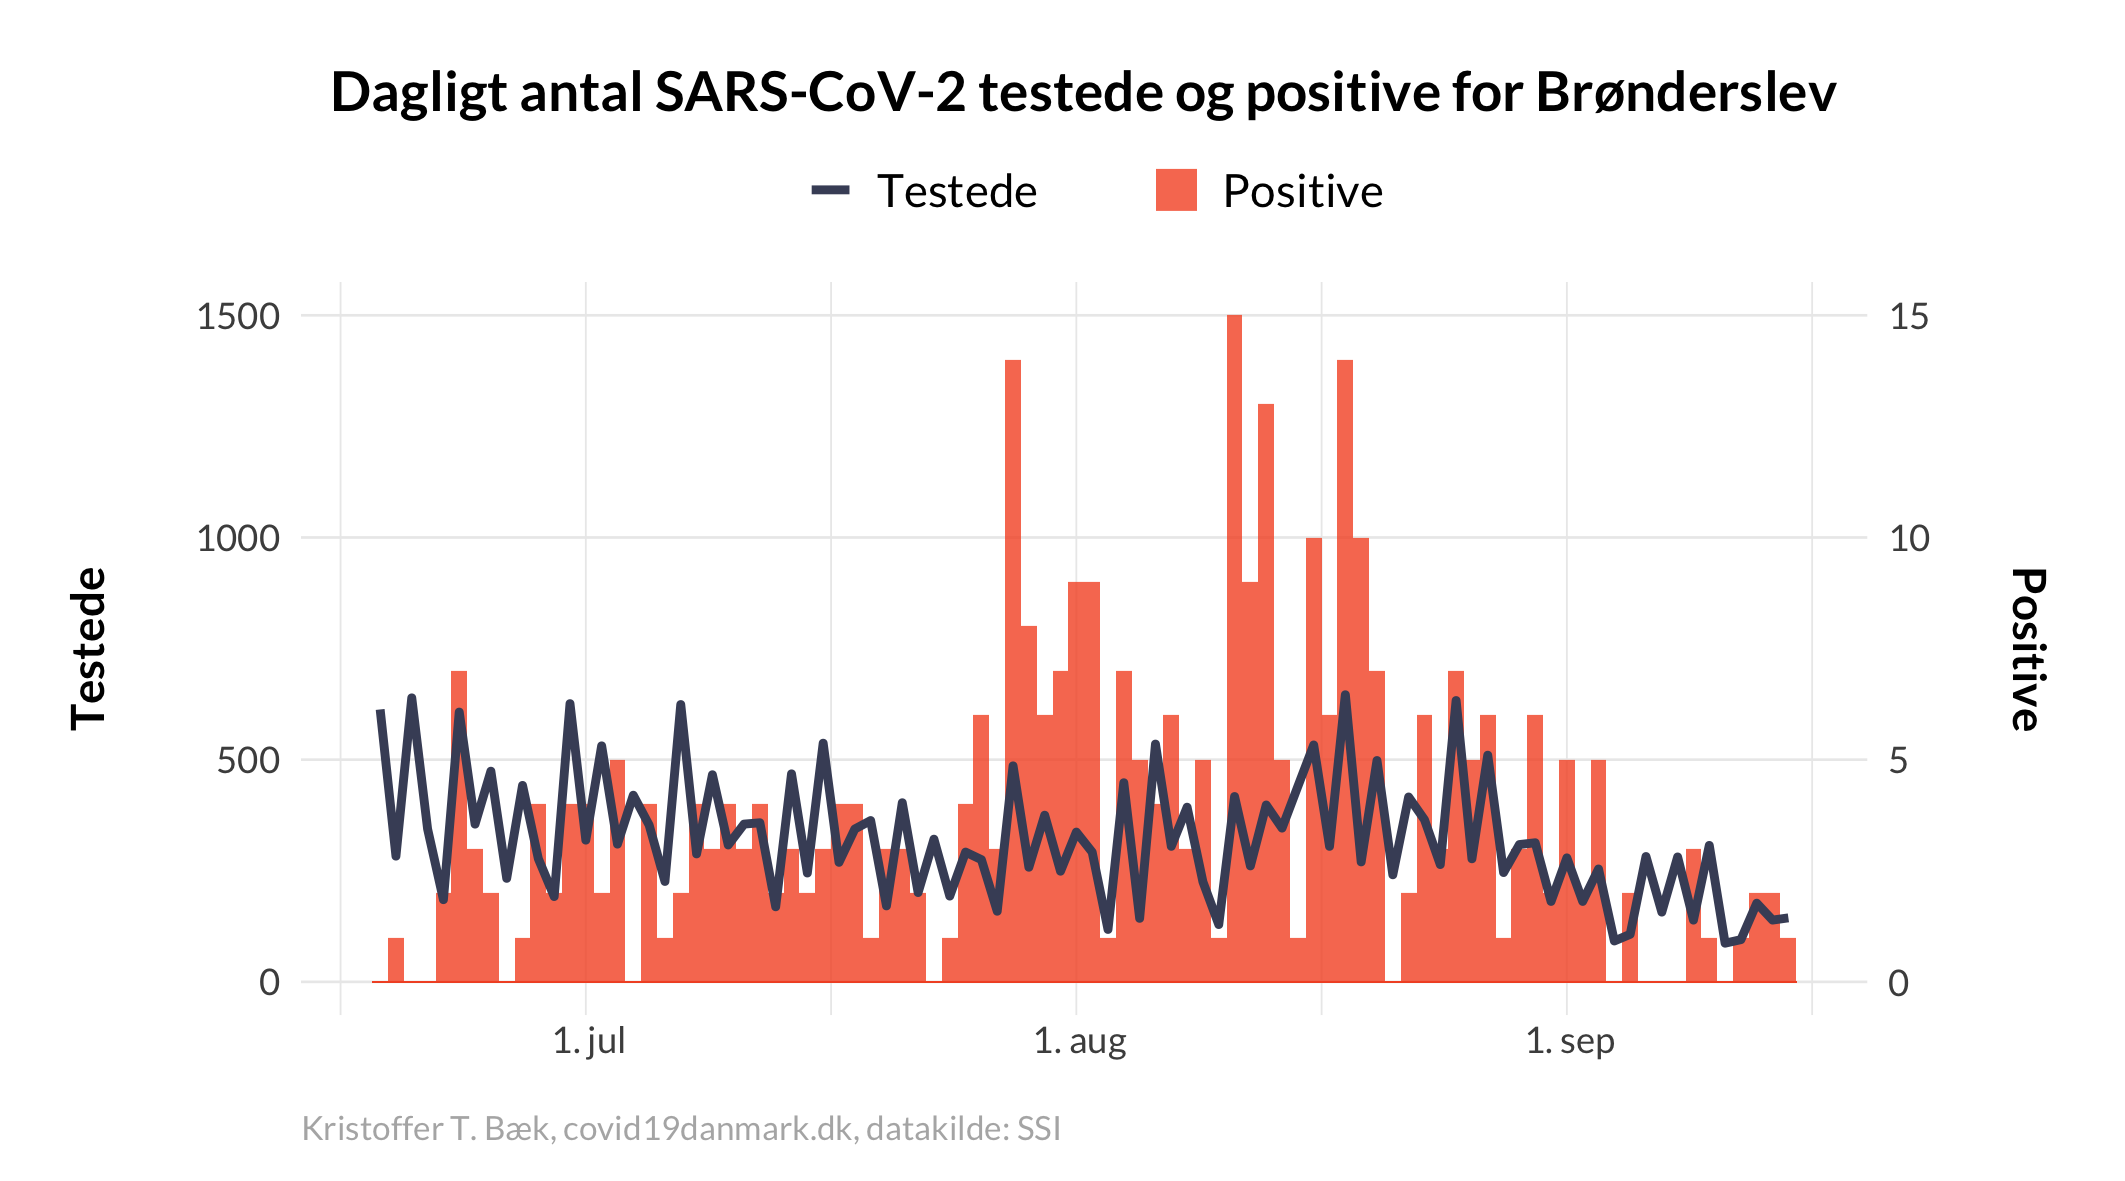 Dagligt antal SARS-CoV-2 testede og positive for Brønderslev
Testede
Positive
1500
1000
500
0
Testede
15
10
5
0
Positive
1. jul
1. aug
1. sep
Kristoffer T. Bæk, covid19danmark.dk, datakilde: SSI